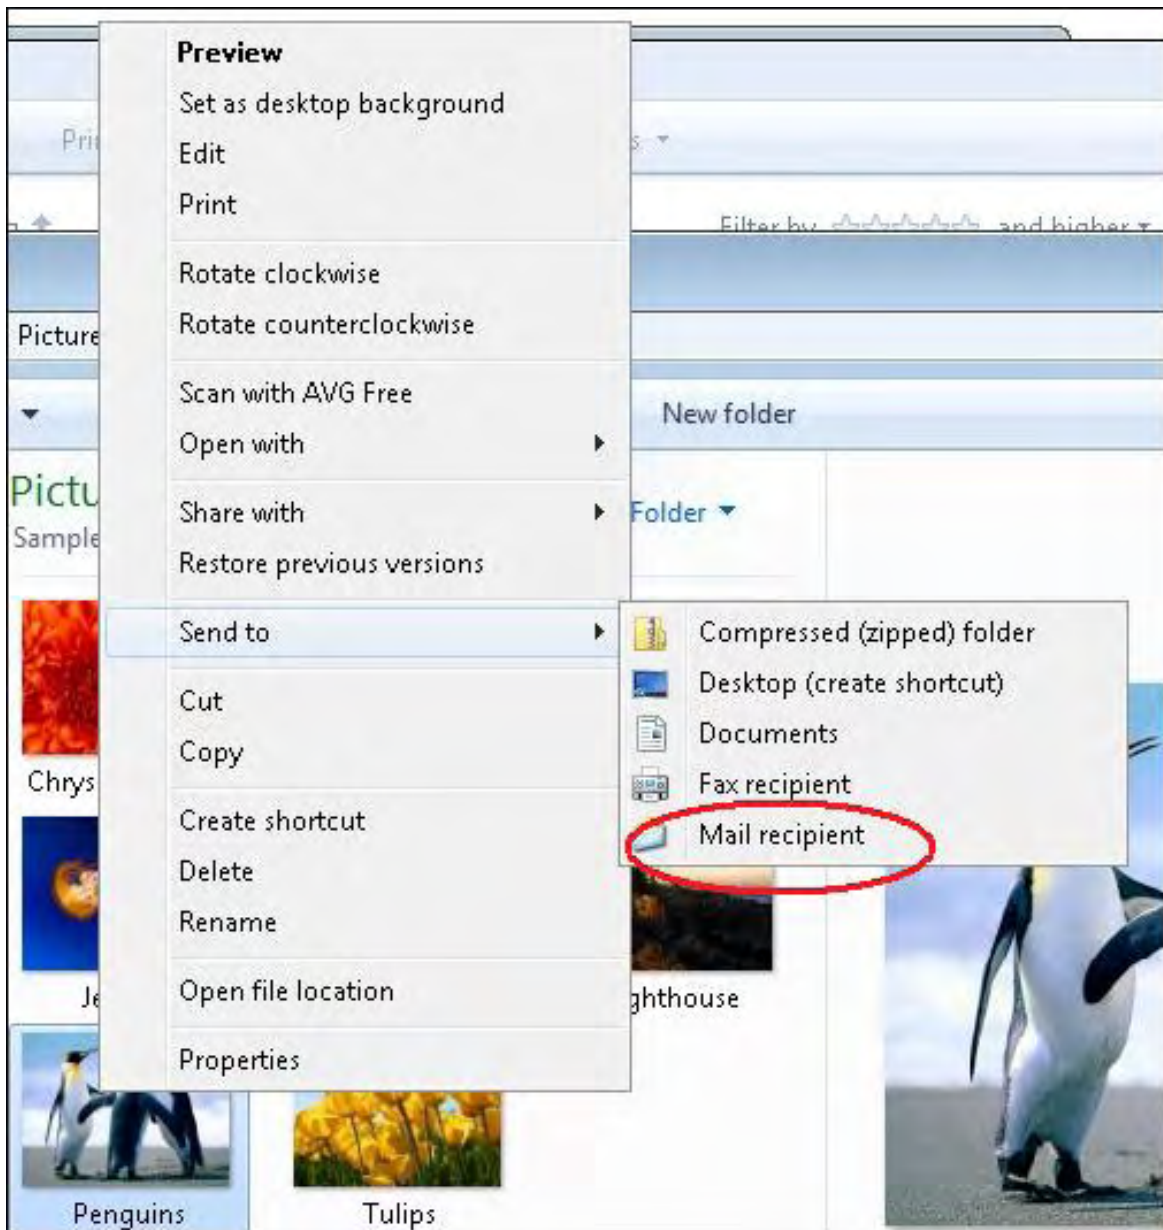 Preview
Set as desktop background
Edit
Print
Filter by and higher
Rotate clockwise
Rotate counterclockwise
Picture
Scan with AVG Free
New folder
Open with
Share with
Folder
Restore previous versions
Sample
Send to
Compressed (zipped) folder
Desktop (create shortcut)
Cut
Documents
Copy
Fax recipient
Chrys
Create shortcut
Mail recipient
Delete
Rename
Open file location
ghthouse
Properties
Penguins
Tulips